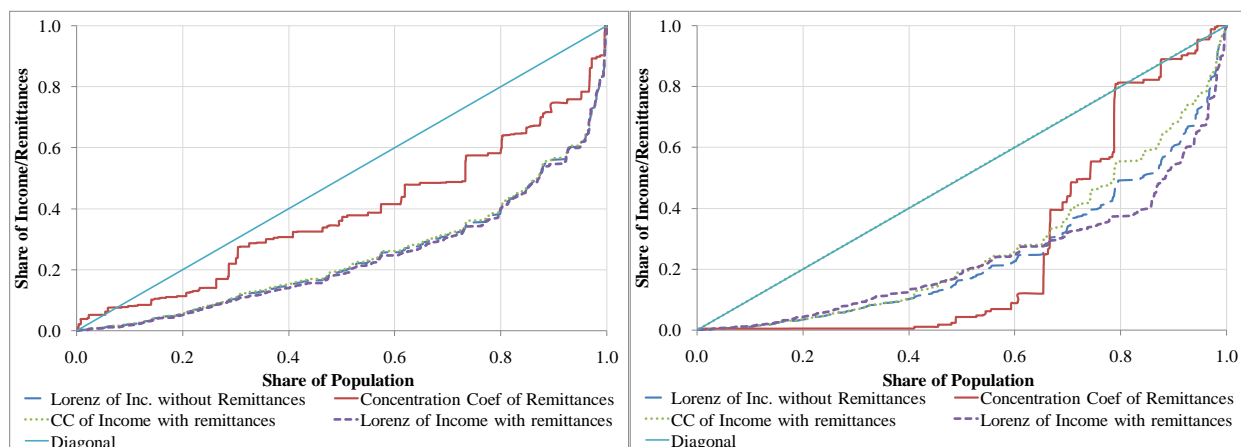 1.0
0.8
0.6
0.4
0.2
0.0
Share of Income/Remittances
0.0 0.2 0.4 0.6 0.8 1.0
Share of Population
Lorenz of Inc. without Remittances Concentration Coef of Remittances
CC of Income with remittances Lorenz of Income with remittances
Diagonal
1.0
0.8
0.6
0.4
0.2
0.0
Share of Income/Remittances
0.0 0.2 0.4 0.6 0.8 1.0
Share of Population
Lorenz of Inc. without Remittances Concentration Coef of Remittances
CC of Income with remittances Lorenz of Income with remittances
Diagonal